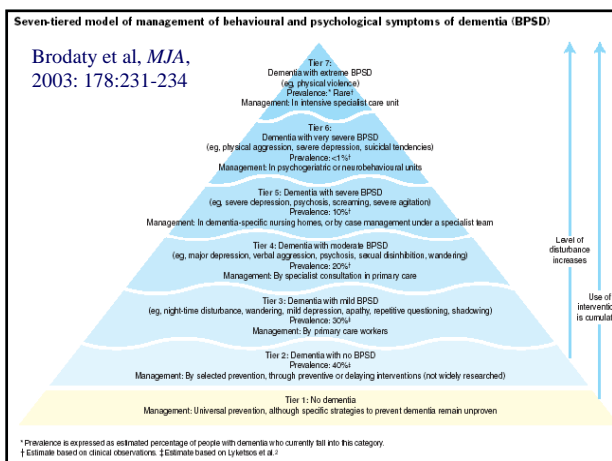 Seven-tiered model of management of behavioural and psychological symptoms of dementia (BPSD)
Brodaty et al, MJA,
2003: 178:231-234
Tier 7:
Dementia with extreme BPSD
(eg, physical violence)
Prevalence:* Rare†
Management: In intensive specialist care unit
Tier 6:
Dementia with very severe BPSD
(eg, physical aggression, severe depression, suicidal tendencies)
Prevalence: <1%†
Management: In psychogeriatric or neurobehavioural units
Tier 5: Dementia with severe BPSD
(eg, severe depression, psychosis, screaming, severe agitation)
Prevalence: 10%†
Management: In dementia-specific nursing homes, or by case management under a specialist team
Tier 4: Dementia with moderate BPSD
(eg, major depression, verbal aggression, psychosis, sexual disinhibition, wandering)
Prevalence: 20%†
Management: By specialist consultation in primary care
Tier 3: Dementia with mild BPSD
(eg, night-time disturbance, wandering, mild depression, apathy, repetitive questioning, shadowing)
Prevalence: 30%‡
Management: By primary care workers
Tier 2: Dementia with no BPSD
Prevalence: 40%‡
Management: By selected prevention, through preventive or delaying interventions (not widely researched)
Tier 1: No dementia
Management: Universal prevention, although specific strategies to prevent dementia remain unproven
Level of
disturbance
increases
Use of
interventi
is cumulat
* Prevalence is expressed as estimated percentage of people with dementia who currently fall into this category.
† Estimate based on clinical observations. ‡ Estimate based on Lyketsos et al.²